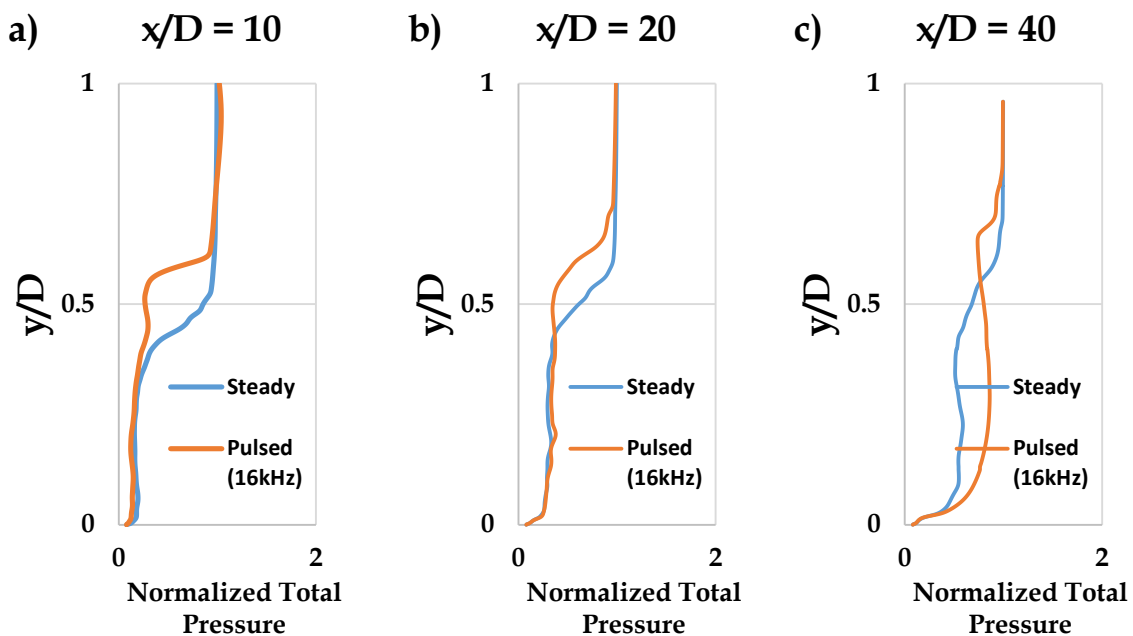 a) x/D = 10
1
y/D
0.5
Steady
Pulsed
(16kHz)
0
0 2
Normalized Total
Pressure
b) x/D = 20
1
y/D
0.5
Steady
Pulsed
(16kHz)
0
0 2
Normalized Total
Pressure
c) x/D = 40
1
y/D
0.5
Steady
Pulsed
(16kHz)
0
0 2
Normalized Total
Pressure